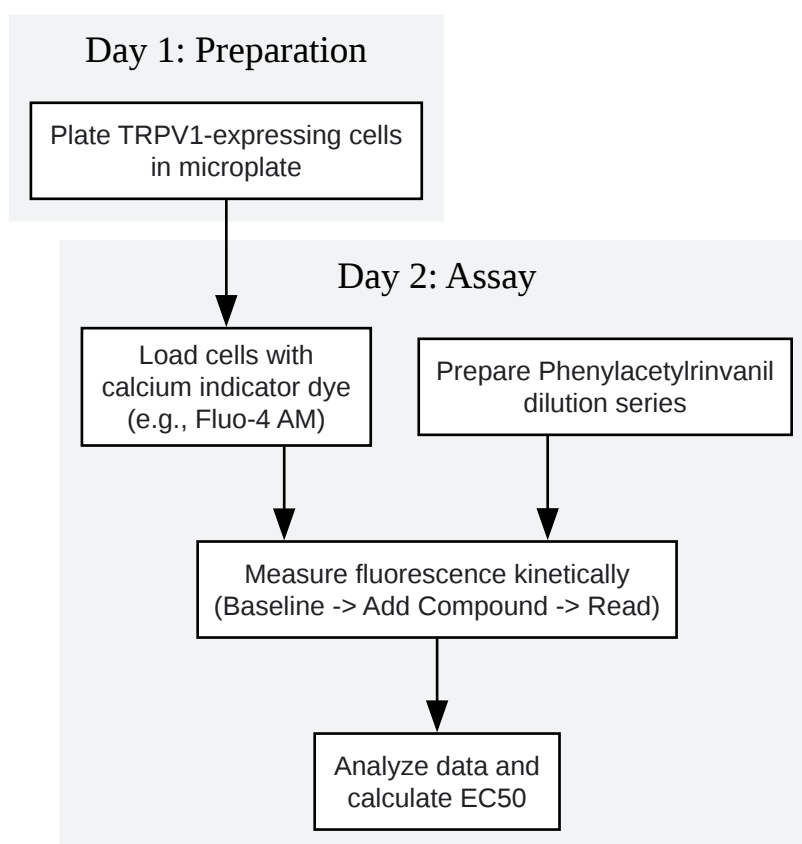 Day 1: Preparation
Plate TRPV1-expressing cells
in microplate
Day 2: Assay
Load cells with
calcium indicator dye
(e.g., Fluo-4 AM)
Prepare Phenylacetylrinvanil
dilution series
Measure fluorescence kinetically
(Baseline -> Add Compound -> Read)
Analyze data and
calculate EC50